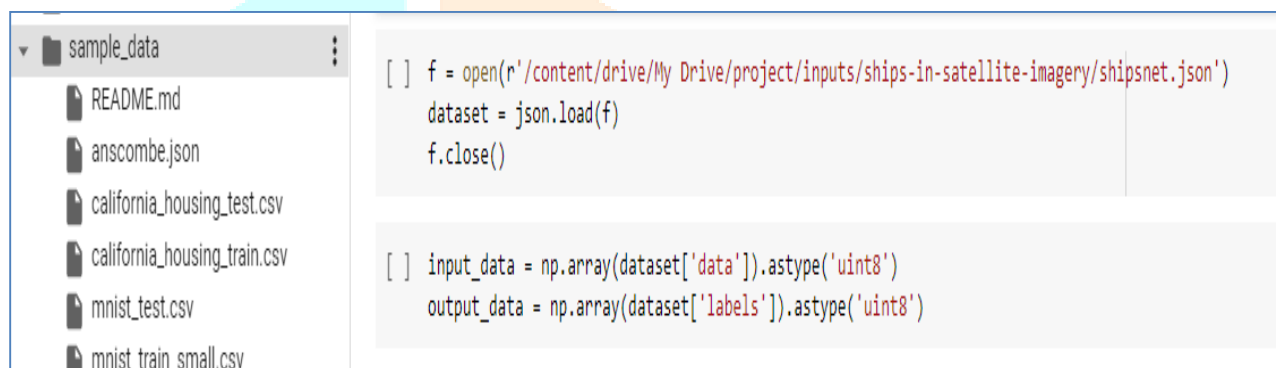 sample_data
README.md
anscombe.json
california_housing_test.csv
california_housing_train.csv
mnist_test.csv
mnist_train_small.csv
[ ] f = open(r'/content/drive/My Drive/project/inputs/ships-in-satellite-imagery/shipsnet.json')
dataset = json.load(f)
f.close()
[ ] input_data = np.array(dataset['data']).astype('uint8')
output_data = np.array(dataset['labels']).astype('uint8')